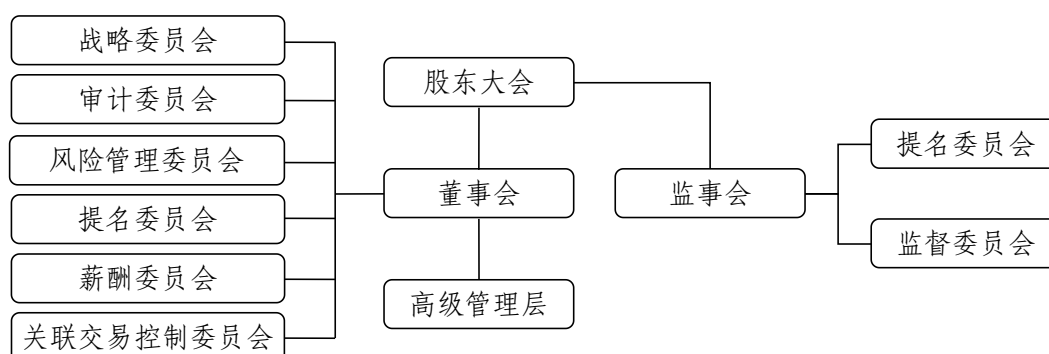 战略委员会
审计委员会
风险管理委员会
提名委员会
薪酬委员会
关联交易控制委员会
股东大会
董事会
高级管理层
监事会
提名委员会
监督委员会